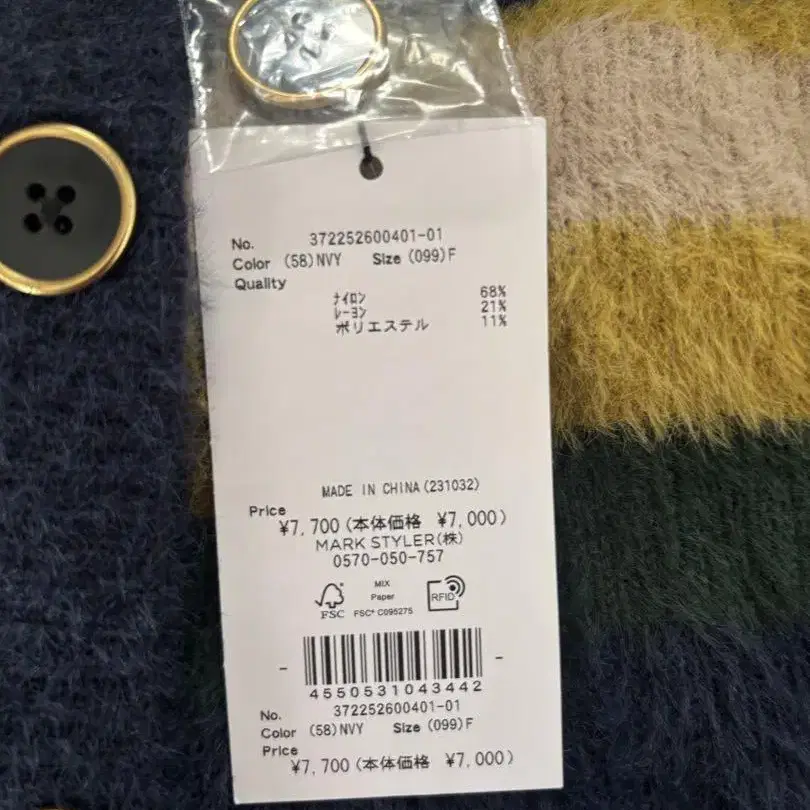 No. 372252600401-01
Color (58)NVY Size (099)F
Quality
ナイロン 68%
レーヨン 21%
ポリエステル 11%
MADE IN CHINA(231032)
Price
¥7,700(本体価格 ¥7,000)
MARK STYLER(株)
0570-050-757
FSC
MIX
Paper
FSC® C095275
RFID
4550531043442
No. 372252600401-01
Color (58)NVY Size (099)F
Price
¥7,700(本体価格 ¥7,000)